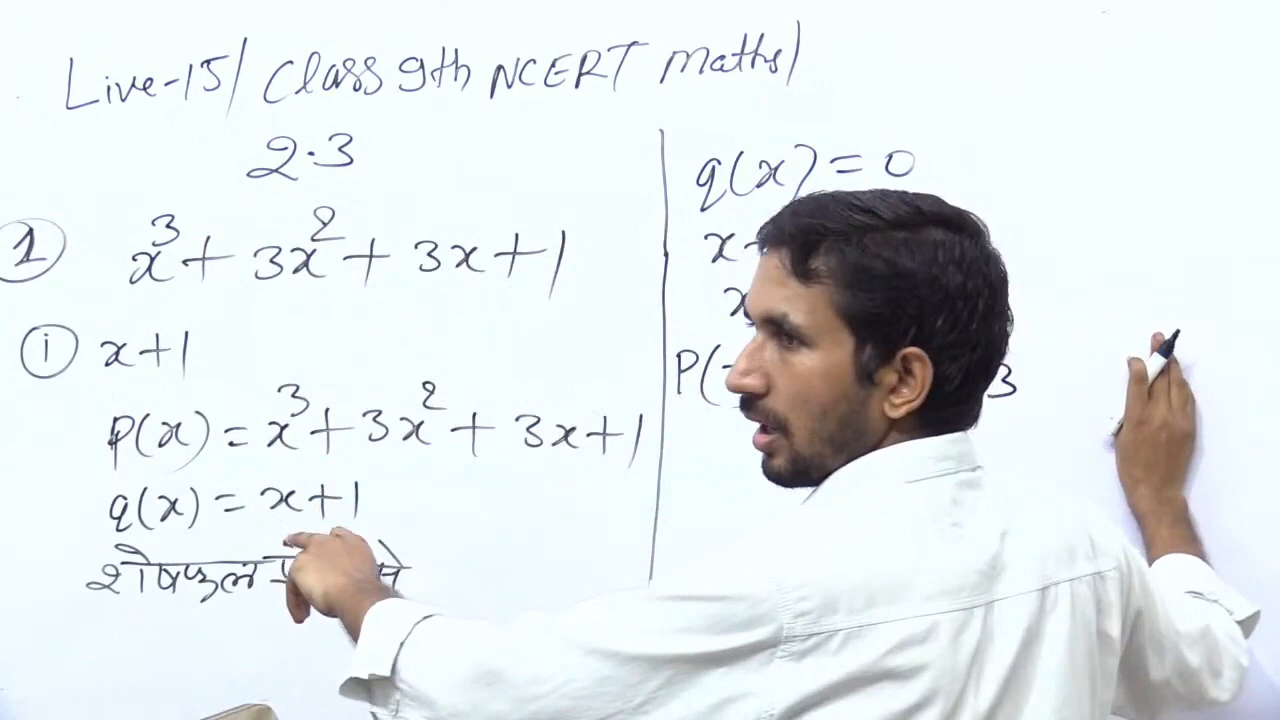 Live-15/ Class 9th NCERT Maths/
2.3
1 x³ + 3x² + 3x + 1
i x+1
P(x) = x³ + 3x² + 3x + 1
q(x) = x+1
शेषफल से
q(x) = 0
x
x
P(- 3